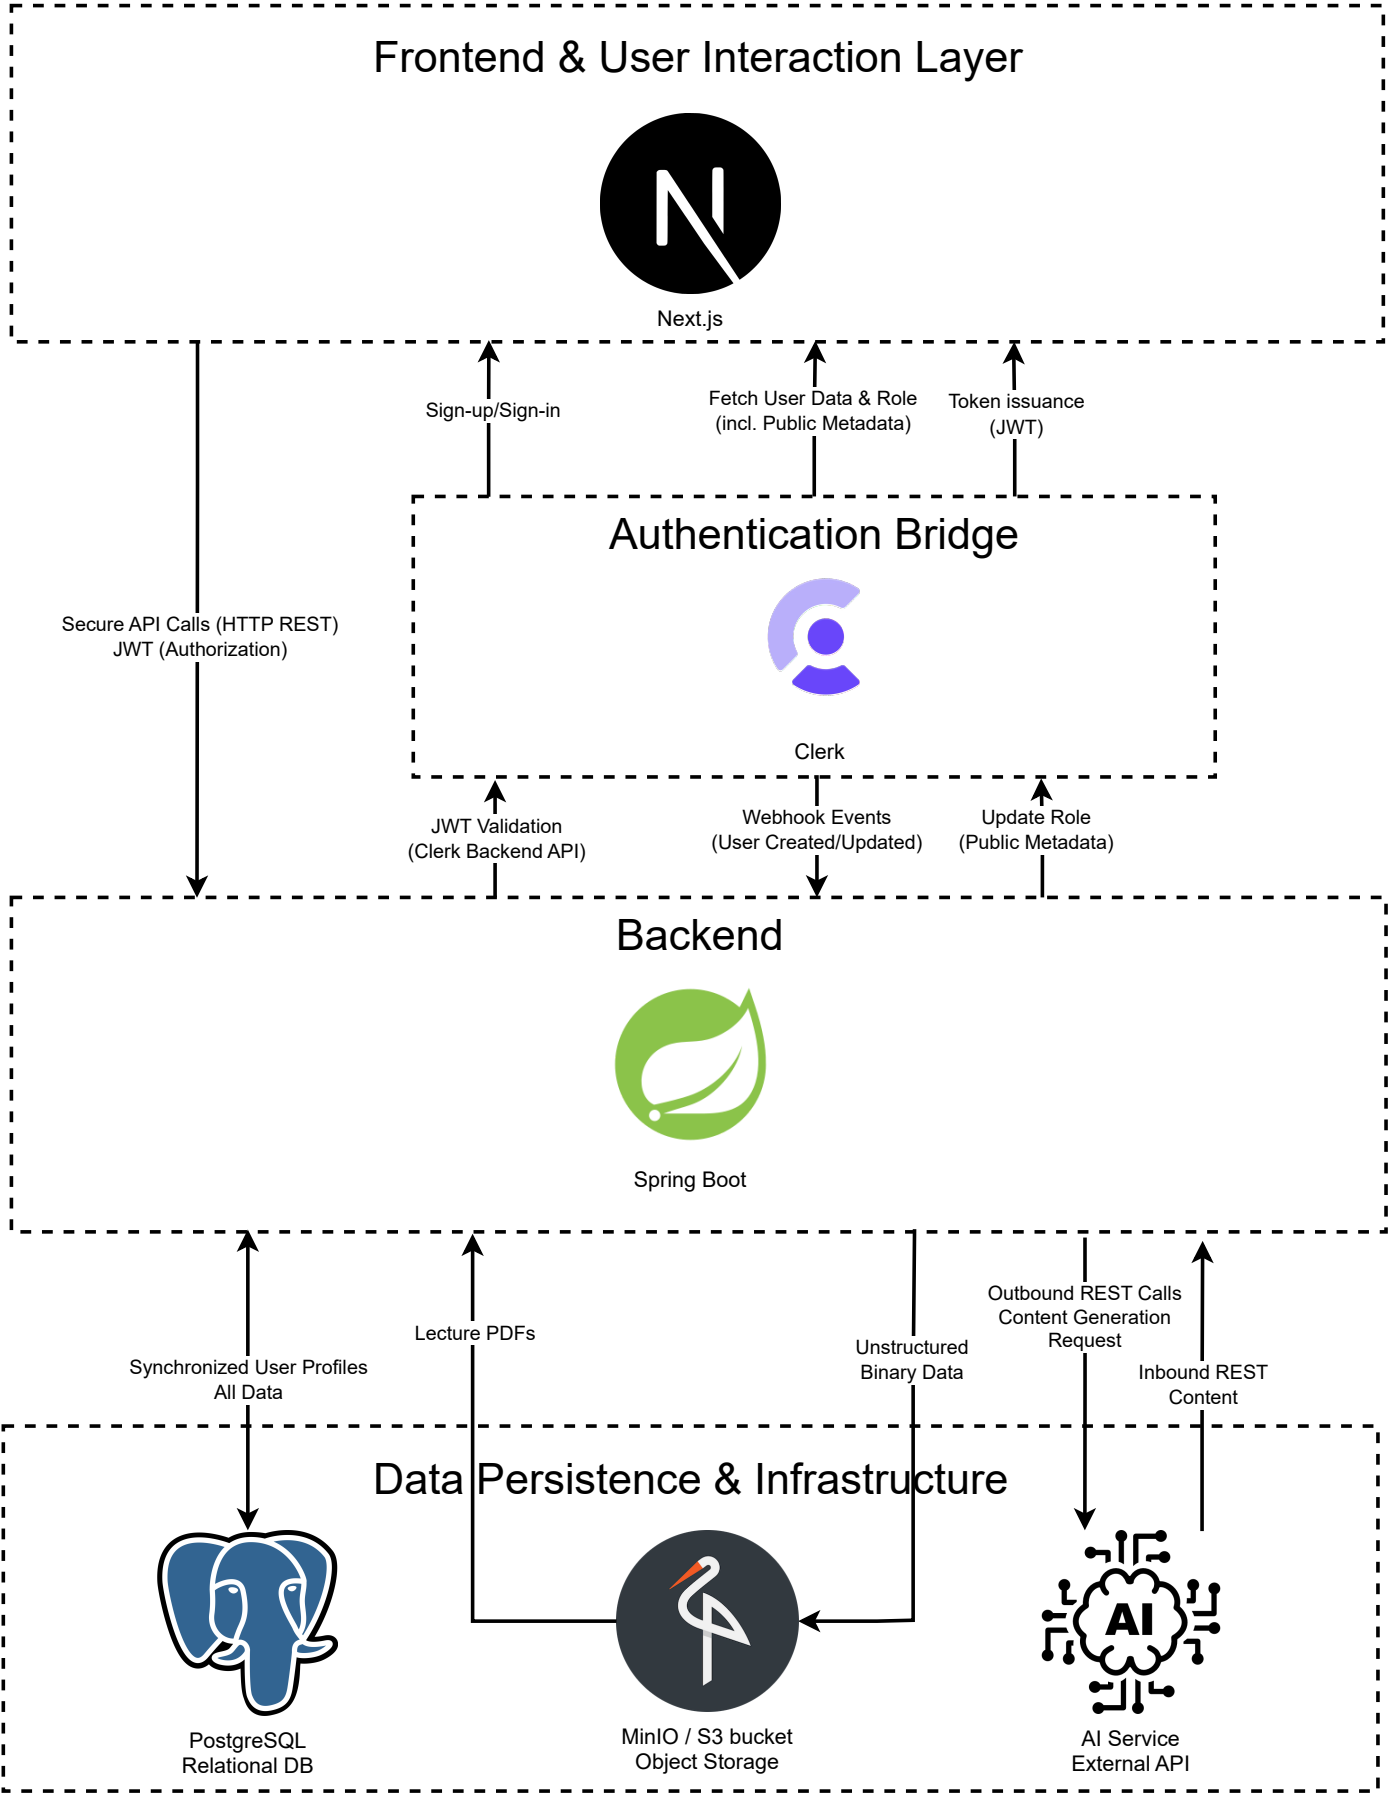 Frontend & User Interaction Layer
Next.js
Sign-up/Sign-in
Fetch User Data & Role
(incl. Public Metadata)
Token issuance
(JWT)
Authentication Bridge
Clerk
Secure API Calls (HTTP REST)
JWT (Authorization)
JWT Validation
(Clerk Backend API)
Webhook Events
(User Created/Updated)
Update Role
(Public Metadata)
Backend
Spring Boot
Synchronized User Profiles
All Data
Lecture PDFs
Unstructured
Binary Data
Outbound REST Calls
Content Generation
Request
Inbound REST
Content
Data Persistence & Infrastructure
AI
PostgreSQL
Relational DB
MinIO / S3 bucket
Object Storage
AI Service
External API